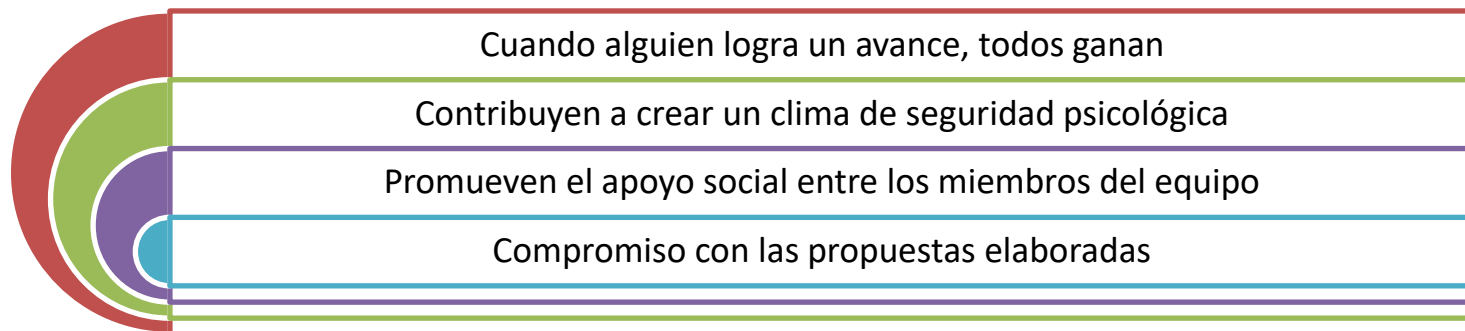 Cuando alguien logra un avance, todos ganan
Contribuyen a crear un clima de seguridad psicológica
Promueven el apoyo social entre los miembros del equipo
Compromiso con las propuestas elaboradas